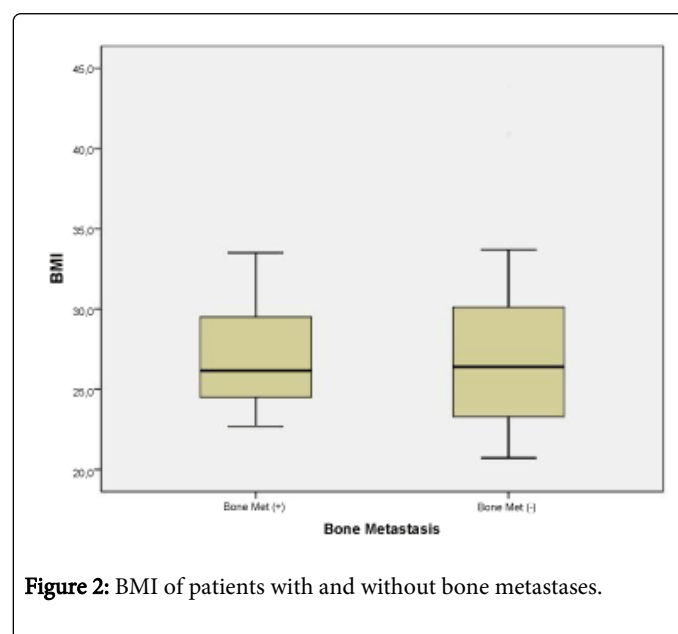 45,0
40,0
35,0
30,0
25,0
20,0
BMI
Bone Met (+)
Bone Met (-)
Bone Metastasis
Figure 2: BMI of patients with and without bone metastases.